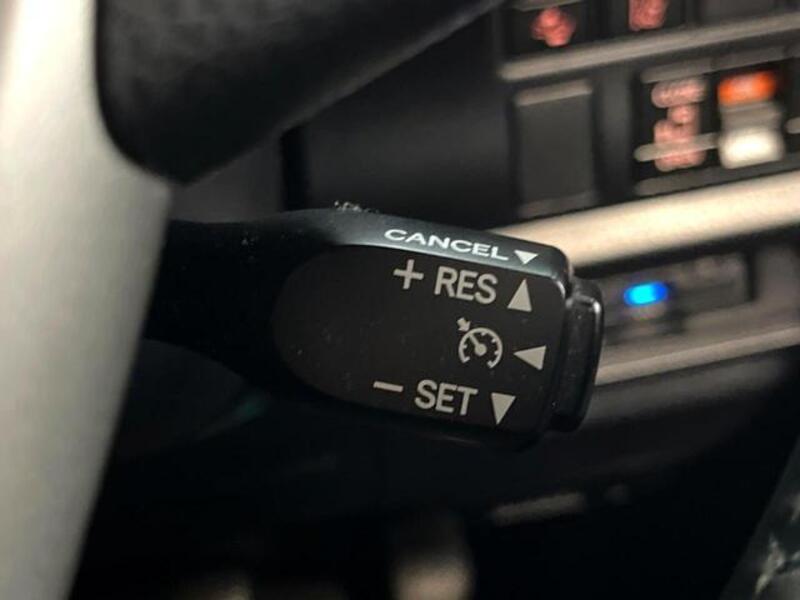 CANCEL ▼
+ RES ▲
◀
− SET ▼